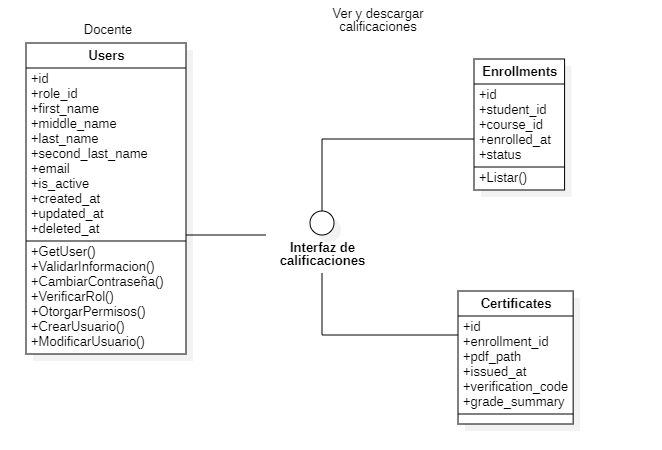 Ver y descargar
calificaciones
Docente
Users
+id
+role_id
+first_name
+middle_name
+last_name
+second_last_name
+email
+is_active
+created_at
+updated_at
+deleted_at
+GetUser()
+ValidarInformacion()
+CambiarContraseña()
+VerificarRol()
+OtorgarPermisos()
+CrearUsuario()
+ModificarUsuario()
Interfaz de
calificaciones
Enrollments
+id
+student_id
+course_id
+enrolled_at
+status
+Listar()
Certificates
+id
+enrollment_id
+pdf_path
+issued_at
+verification_code
+grade_summary